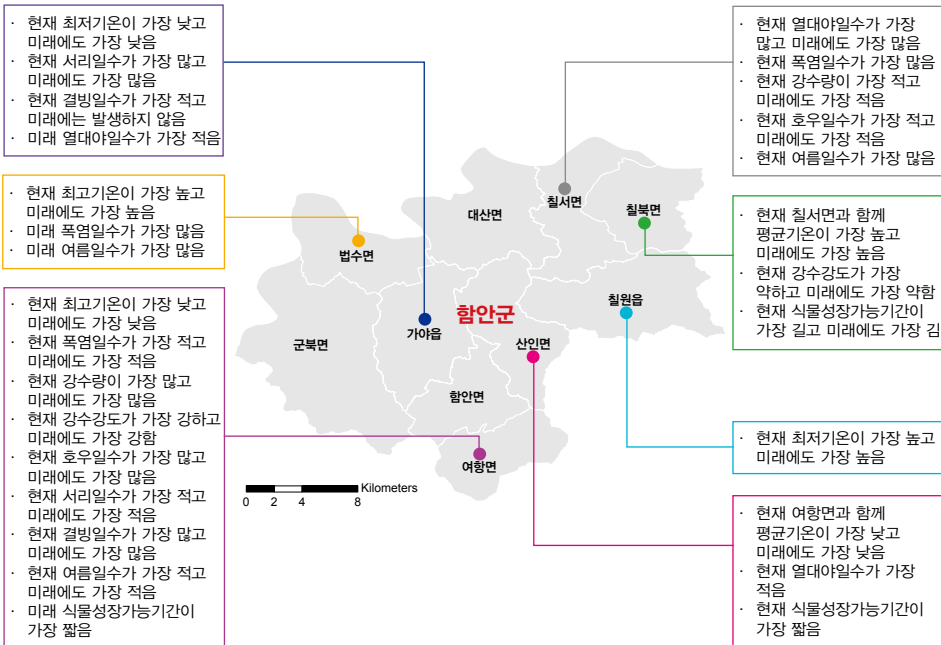 · 현재 최저기온이 가장 낮고
미래에도 가장 낮음
· 현재 서리일수가 가장 많고
미래에도 가장 많음
· 현재 결빙일수가 가장 적고
미래에는 발생하지 않음
· 미래 열대야일수가 가장 적음
· 현재 최고기온이 가장 높고
미래에도 가장 높음
· 미래 폭염일수가 가장 많음
· 미래 여름일수가 가장 많음
· 현재 최고기온이 가장 낮고
미래에도 가장 낮음
· 현재 폭염일수가 가장 적고
미래에도 가장 적음
· 현재 강수량이 가장 많고
미래에도 가장 많음
· 현재 강수강도가 가장 강하고
미래에도 가장 강함
· 현재 호우일수가 가장 많고
미래에도 가장 많음
· 현재 서리일수가 가장 적고
미래에도 가장 적음
· 현재 결빙일수가 가장 많고
미래에도 가장 많음
· 현재 여름일수가 가장 적고
미래에도 가장 적음
· 미래 식물성장가능기간이
가장 짧음
대산면
칠서면
칠북면
법수면
함안군
칠원읍
가야읍
군북면
산인면
함안면
여항면
Kilometers
0 2 4 8
· 현재 열대야일수가 가장
많고 미래에도 가장 많음
· 현재 폭염일수가 가장 많음
· 현재 강수량이 가장 적고
미래에도 가장 적음
· 현재 호우일수가 가장 적고
미래에도 가장 적음
· 현재 여름일수가 가장 많음
· 현재 칠서면과 함께
평균기온이 가장 높고
미래에도 가장 높음
· 현재 강수강도가 가장
약하고 미래에도 가장 약함
· 현재 식물성장가능기간이
가장 길고 미래에도 가장 김
· 현재 최저기온이 가장 높고
미래에도 가장 높음
· 현재 여항면과 함께
평균기온이 가장 낮고
미래에도 가장 낮음
· 현재 열대야일수가 가장
적음
· 현재 식물성장가능기간이
가장 짧음